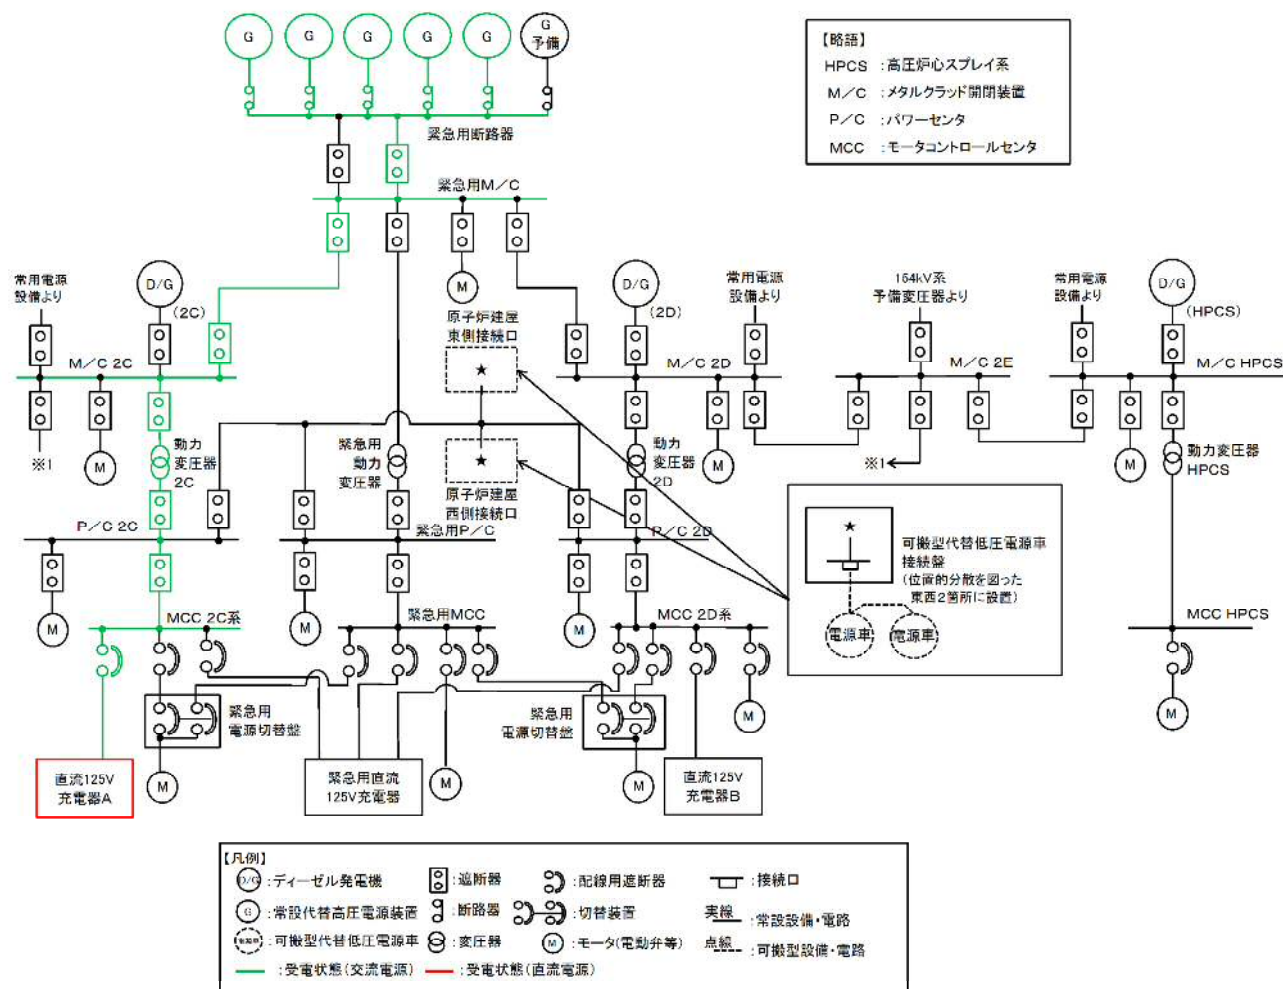 G
G
G
G
G
G
予備
【略語】
HPCS :高圧炉心スプレイ系
M/C :メタルクラッド開閉装置
P/C :パワーセンタ
MCC :モータコントロールセンタ
緊急用断路器
緊急用M/C
常用電源
設備より
D/G
(2C)
M
原子炉建屋
東側接続口
★
D/G
(2D)
常用電源
設備より
154kV系
予備変圧器より
常用電源
設備より
D/G
(HPCS)
M/C 2C
M/C 2D
M/C 2E
M/C HPCS
※1
M
動力
変圧器
2C
緊急用
動力
変圧器
★
原子炉建屋
西側接続口
動力
変圧器
2D
M
※1
M
動力変圧器
HPCS
P/C 2C
緊急用P/C
P/C 2D
★
可搬型代替低圧電源車
接続盤
(位置的分散を図った
東西2箇所に設置)
電源車
電源車
M
M
M
MCC 2C系
緊急用MCC
MCC 2D系
MCC HPCS
緊急用
電源切替盤
緊急用
電源切替盤
M
M
直流125V
充電器A
M
緊急用直流
125V充電器
M
M
直流125V
充電器B
【凡例】
D/G :ディーゼル発電機
:遮断器
:配線用遮断器
:接続口
G :常設代替高圧電源装置
:断路器
:切替装置
実線 :常設設備・電路
電源車 :可搬型代替低圧電源車
:変圧器
M :モータ(電動弁等)
点線 :可搬型設備・電路
:受電状態(交流電源)
:受電状態(直流電源)